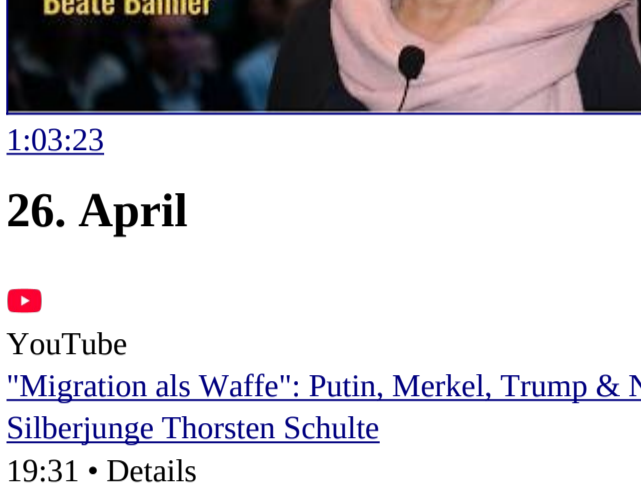 Beate Bahner
1:03:23
26. April
YouTube
"Migration als Waffe": Putin, Merkel, Trump &
Silberjunge Thorsten Schulte
19:31 • Details